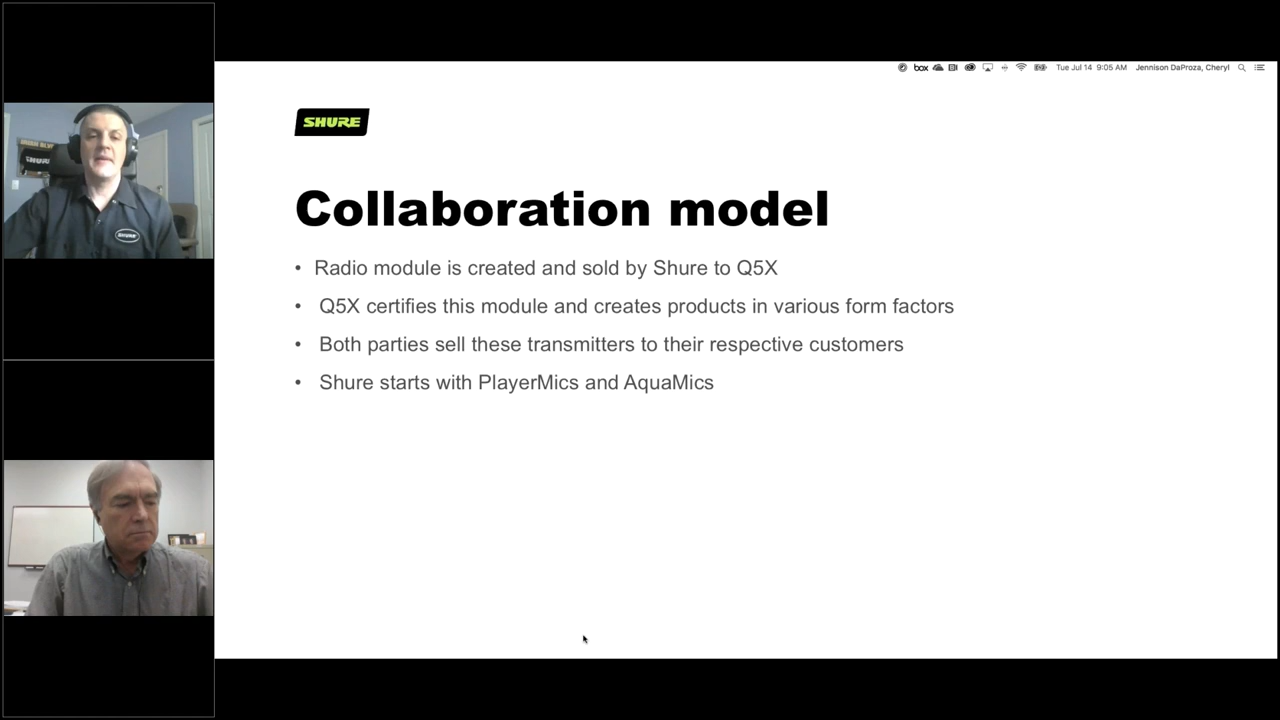 box
Tue Jul 14 9:05 AM Jennison DaProza, Cheryl
SHURE
Collaboration model
• Radio module is created and sold by Shure to Q5X
• Q5X certifies this module and creates products in various form factors
• Both parties sell these transmitters to their respective customers
• Shure starts with PlayerMics and AquaMics
SHURE